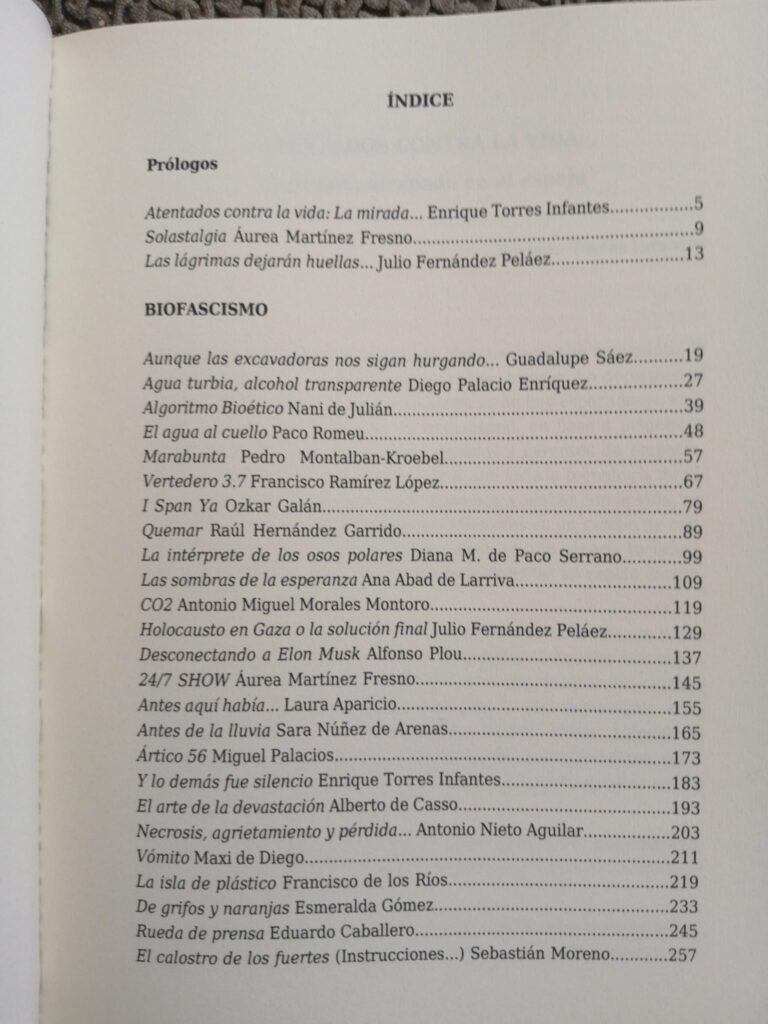 ÍNDICE
Prólogos
Atentados contra la vida: La mirada... Enrique Torres Infantes..................5
Solastalgia Áurea Martínez Fresno..................................................9
Las lágrimas dejarán huellas... Julio Fernández Peláez........................13
BIOFASCISMO
Aunque las excavadoras nos sigan hurgando... Guadalupe Sáez..........19
Agua turbia, alcohol transparente Diego Palacio Enríquez..................27
Algoritmo Bioético Nani de Julián....................................................39
El agua al cuello Paco Romeu.........................................................48
Marabunta Pedro Montalban-Kroebel.............................................57
Vertedero 3.7 Francisco Ramírez López............................................67
I Span Ya Ozkar Galán..................................................................79
Quemar Raúl Hernández Garrido....................................................89
La intérprete de los osos polares Diana M. de Paco Serrano..............99
Las sombras de la esperanza Ana Abad de Larriva............................109
CO2 Antonio Miguel Morales Montoro.............................................119
Holocausto en Gaza o la solución final Julio Fernández Peláez..............129
Desconectando a Elon Musk Alfonso Plou........................................137
24/7 SHOW Áurea Martínez Fresno................................................145
Antes aquí había... Laura Aparicio..................................................155
Antes de la lluvia Sara Núñez de Arenas..........................................165
Ártico 56 Miguel Palacios..............................................................173
Y lo demás fue silencio Enrique Torres Infantes................................183
El arte de la devastación Alberto de Casso.......................................193
Necrosis, agrietamiento y pérdida... Antonio Nieto Aguilar..................203
Vómito Maxi de Diego...................................................................211
La isla de plástico Francisco de los Ríos..........................................219
De grifos y naranjas Esmeralda Gómez............................................233
Rueda de prensa Eduardo Caballero...............................................245
El calostro de los fuertes (Instrucciones...) Sebastián Moreno............257